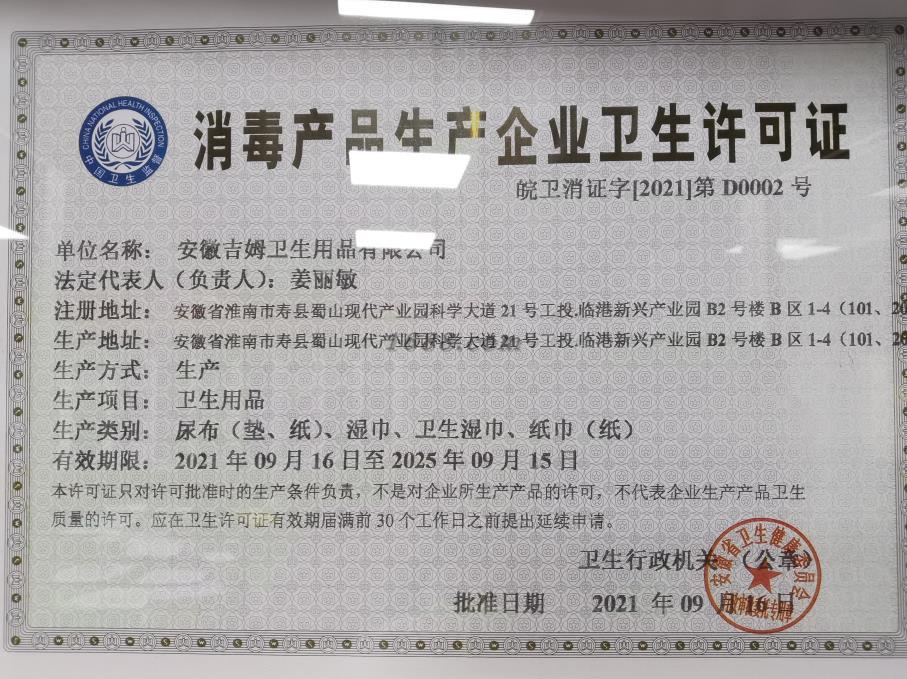 CHINA NATIONAL HEALTH INSPECTION
中国卫生监督
消毒产品生产企业卫生许可证
皖卫消证字[2021]第 D0002 号
单位名称: 安徽吉姆卫生用品有限公司
法定代表人(负责人): 姜丽敏
注册地址: 安徽省淮南市寿县蜀山现代产业园科学大道 21 号工投.临港新兴产业园 B2 号楼 B 区 1-4(101、20
生产地址: 安徽省淮南市寿县蜀山现代产业园科学大道 21 号工投.临港新兴产业园 B2 号楼 B 区 1-4(101、20
生产方式: 生产
生产项目: 卫生用品
生产类别: 尿布(垫、纸)、湿巾、卫生湿巾、纸巾(纸)
有效期限: 2021 年 09 月 16 日至 2025 年 09 月 15 日
本许可证只对许可批准时的生产条件负责,不是对企业所生产产品的许可,不代表企业生产产品卫生
质量的许可。应在卫生许可证有效期届满前 30 个工作日之前提出延续申请。
卫生行政机关 (公章)
安徽省卫生健康委员会
批准日期 2021 年 09 月 16 日